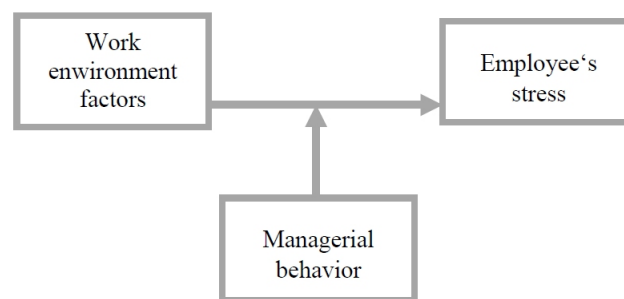 Work
enwironment
factors
Employee‘s
stress
Managerial
behavior